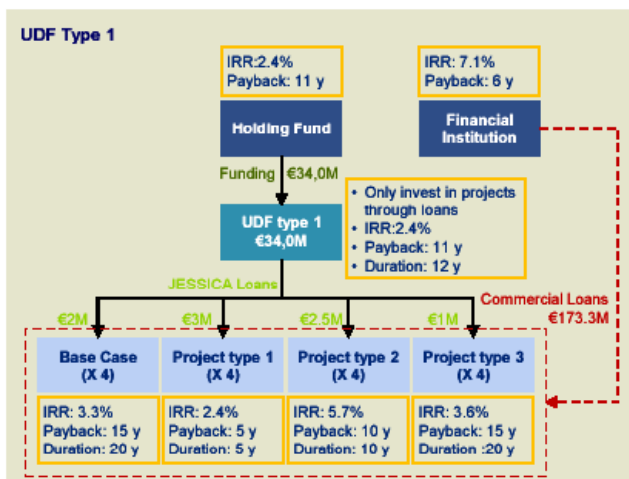 UDF Type 1
IRR:2.4%
Payback: 11 y
IRR: 7.1%
Payback: 6 y
Holding Fund
Financial
Institution
Funding €34,0M
• Only invest in projects
through loans
• IRR:2.4%
• Payback: 11 y
• Duration: 12 y
UDF type 1
€34,0M
JESSICA Loans
Commercial Loans
€173.3M
€2M
€3M
€2.5M
€1M
Base Case
(X 4)
Project type 1
(X 4)
Project type 2
(X 4)
Project type 3
(X 4)
IRR: 3.3%
Payback: 15 y
Duration: 20 y
IRR: 2.4%
Payback: 5 y
Duration: 5 y
IRR: 5.7%
Payback: 10 y
Duration: 10 y
IRR: 3.6%
Payback: 15 y
Duration :20 y